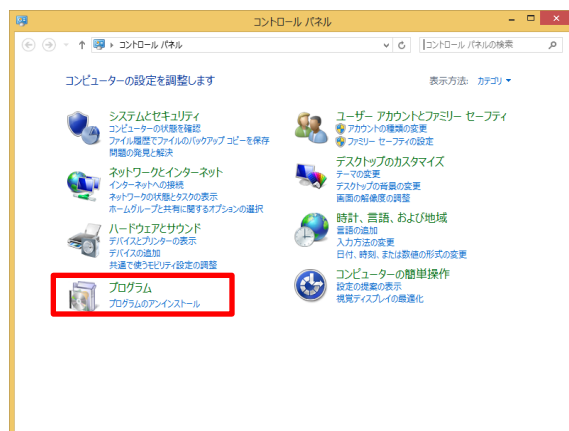 コントロール パネル
コントロール パネル
コントロール パネルの検索
コンピューターの設定を調整します
表示方法: カテゴリ
システムとセキュリティ
コンピューターの状態を確認
ファイル履歴でファイルのバックアップ コピーを保存
問題の発見と解決
ネットワークとインターネット
インターネットへの接続
ネットワークの状態とタスクの表示
ホームグループと共有に関するオプションの選択
ハードウェアとサウンド
デバイスとプリンターの表示
デバイスの追加
共通で使うモビリティ設定の調整
プログラム
プログラムのアンインストール
ユーザー アカウントとファミリー セーフティ
アカウントの種類の変更
ファミリー セーフティの設定
デスクトップのカスタマイズ
テーマの変更
デスクトップの背景の変更
画面の解像度の調整
時計、言語、および地域
言語の追加
入力方法の変更
日付、時刻、または数値の形式の変更
コンピューターの簡単操作
設定の提案の表示
視覚ディスプレイの最適化